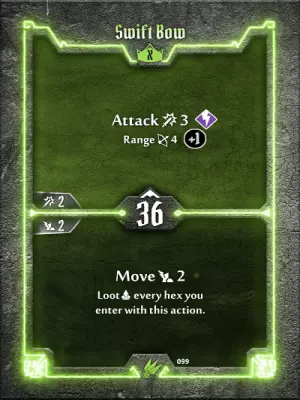 Swift Bow
X
Attack 3
Range 4 +1
2
36
2
Move 2
Loot every hex you
enter with this action.
099